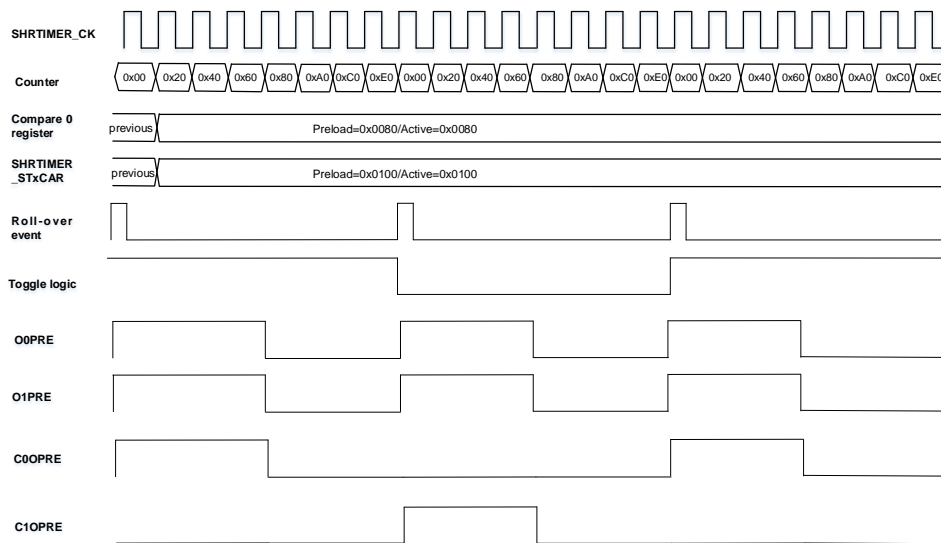 SHRTIMER_CK
Counter
0x00 0x20 0x40 0x60 0x80 0xA0 0xC0 0xE0 0x00 0x20 0x40 0x60 0x80 0xA0 0xC0 0xE0 0x00 0x20 0x40 0x60 0x80 0xA0 0xC0 0xE0
Compare 0
register
previous
Preload=0x0080/Active=0x0080
SHRTIMER
_STxCAR
previous
Preload=0x0100/Active=0x0100
Roll-over
event
Toggle logic
O0PRE
O1PRE
C0OPRE
C1OPRE